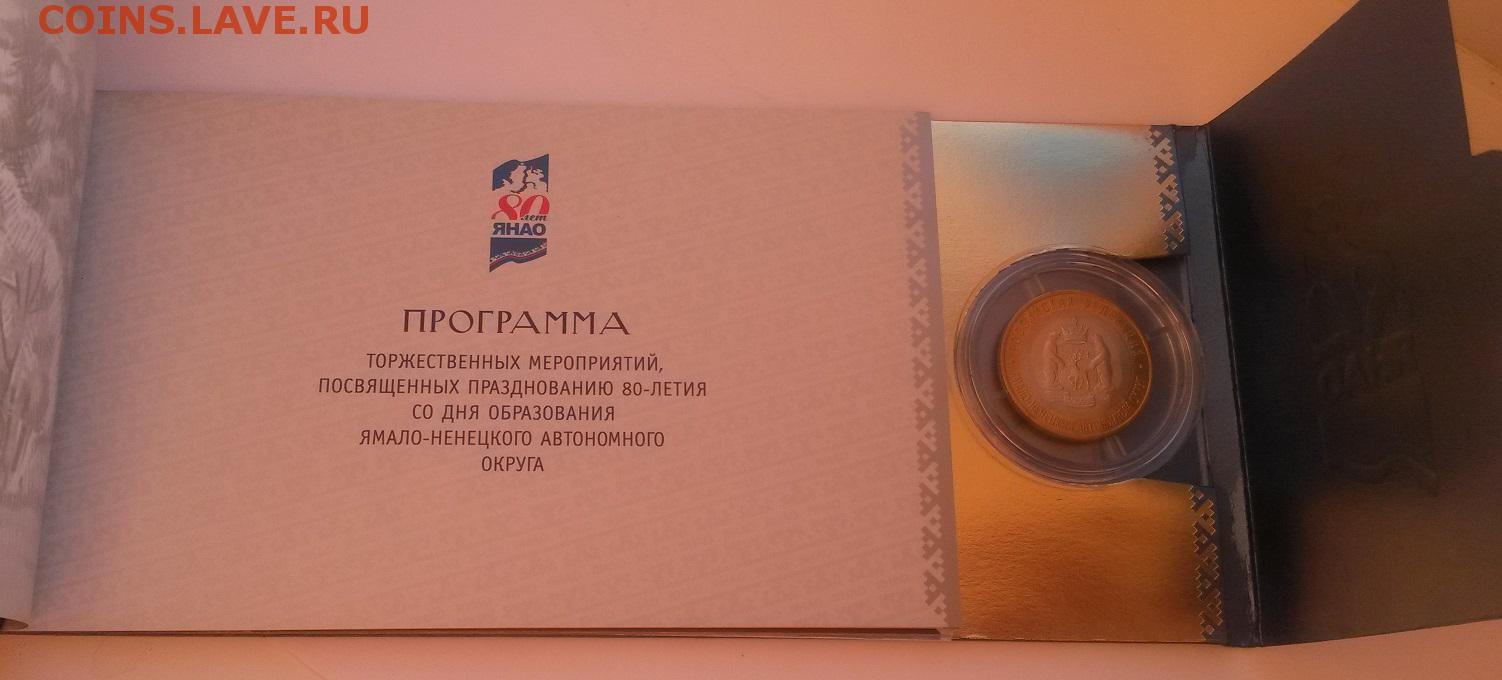 COINS.LAVE.RU
80
лет
ЯНАО
ПРОГРАММА
ТОРЖЕСТВЕННЫХ МЕРОПРИЯТИЙ,
ПОСВЯЩЕННЫХ ПРАЗДНОВАНИЮ 80-ЛЕТИЯ
СО ДНЯ ОБРАЗОВАНИЯ
ЯМАЛО-НЕНЕЦКОГО АВТОНОМНОГО
ОКРУГА